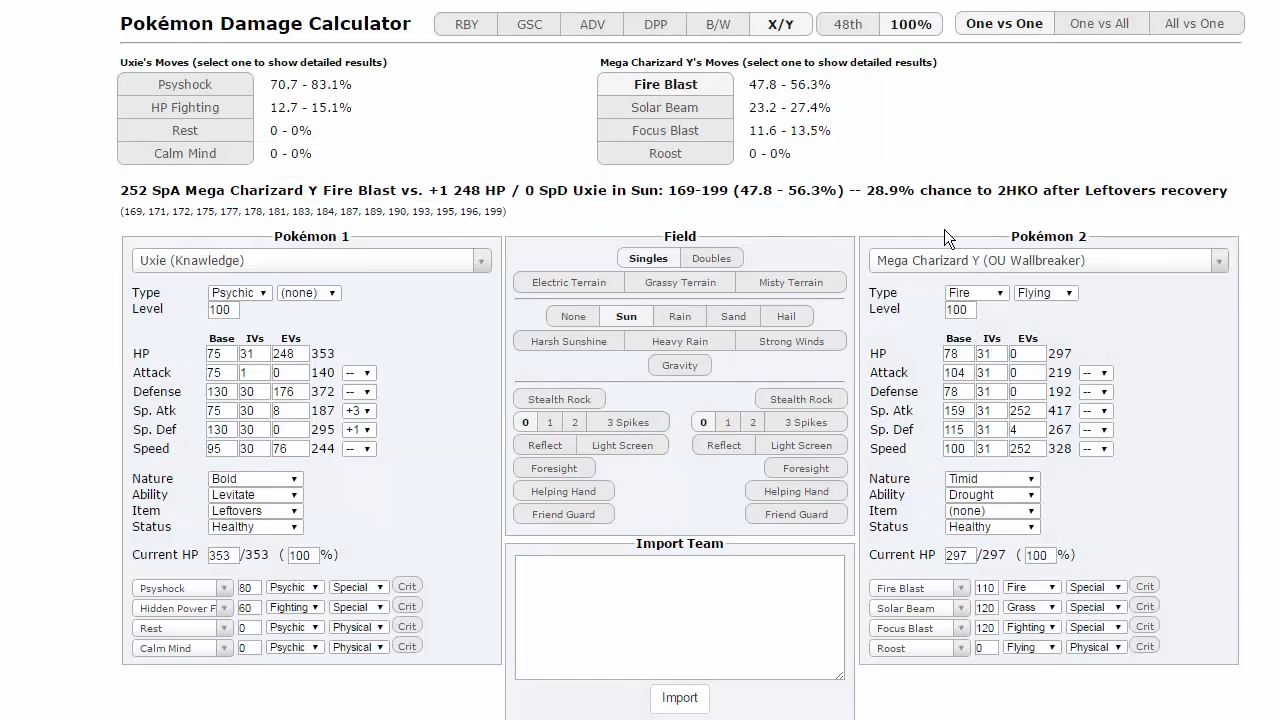 Pokémon Damage Calculator RBY GSC ADV DPP B/W X/Y 48th 100% One vs One One vs All All vs One
Uxie's Moves (select one to show detailed results) Mega Charizard Y's Moves (select one to show detailed results)
Psyshock 70.7 - 83.1% Fire Blast 47.8 - 56.3%
HP Fighting 12.7 - 15.1% Solar Beam 23.2 - 27.4%
Rest 0 - 0% Focus Blast 11.6 - 13.5%
Calm Mind 0 - 0% Roost 0 - 0%
252 SpA Mega Charizard Y Fire Blast vs. +1 248 HP / 0 SpD Uxie in Sun: 169-199 (47.8 - 56.3%) -- 28.9% chance to 2HKO after Leftovers recovery
(169, 171, 172, 175, 177, 178, 181, 183, 184, 187, 189, 190, 193, 195, 196, 199)
Pokémon 1
Uxie (Knawledge)
Type Psychic (none)
Level 100
Base IVs EVs
HP 75 31 248 353
Attack 75 1 0 140 --
Defense 130 30 176 372 --
Sp. Atk 75 30 8 187 +3
Sp. Def 130 30 0 295 +1
Speed 95 30 76 244 --
Nature Bold
Ability Levitate
Item Leftovers
Status Healthy
Current HP 353 /353 ( 100 %)
Psyshock 80 Psychic Special Crit
Hidden Power F 60 Fighting Special Crit
Rest 0 Psychic Physical Crit
Calm Mind 0 Psychic Physical Crit
Field
Singles Doubles
Electric Terrain Grassy Terrain Misty Terrain
None Sun Rain Sand Hail
Harsh Sunshine Heavy Rain Strong Winds
Gravity
Stealth Rock Stealth Rock
0 1 2 3 Spikes 0 1 2 3 Spikes
Reflect Light Screen Reflect Light Screen
Foresight Foresight
Helping Hand Helping Hand
Friend Guard Friend Guard
Import Team
Import
Pokémon 2
Mega Charizard Y (OU Wallbreaker)
Type Fire Flying
Level 100
Base IVs EVs
HP 78 31 0 297
Attack 104 31 0 219 --
Defense 78 31 0 192 --
Sp. Atk 159 31 252 417 --
Sp. Def 115 31 4 267 --
Speed 100 31 252 328 --
Nature Timid
Ability Drought
Item (none)
Status Healthy
Current HP 297 /297 ( 100 %)
Fire Blast 110 Fire Special Crit
Solar Beam 120 Grass Special Crit
Focus Blast 120 Fighting Special Crit
Roost 0 Flying Physical Crit